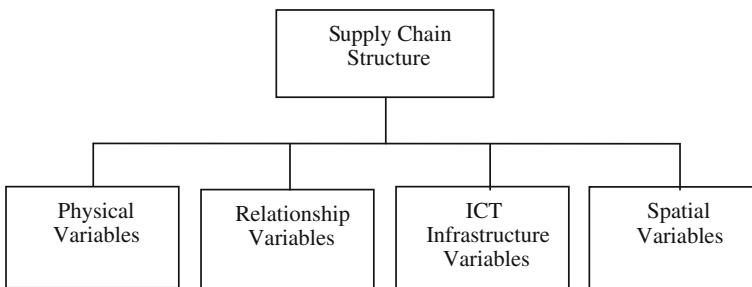 Supply Chain
Structure
Physical
Variables
Relationship
Variables
ICT
Infrastructure
Variables
Spatial
Variables